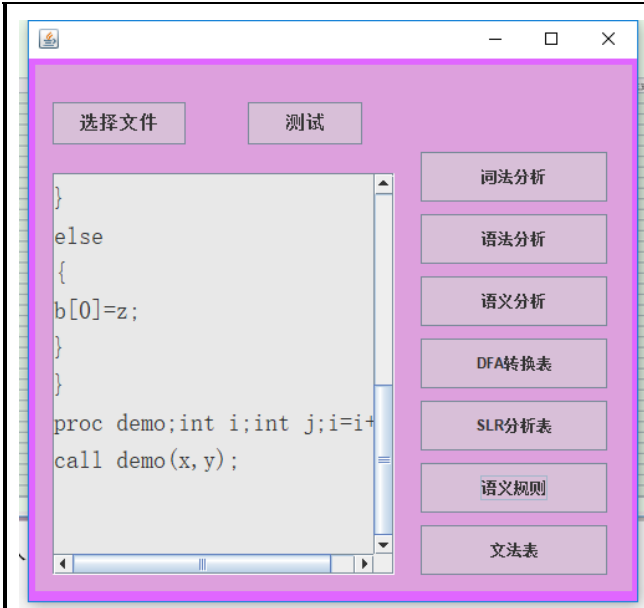 选择文件
测试
}
else
{
b[0]=z;
}
}
proc demo;int i;int j;i=i+
call demo(x,y);
词法分析
语法分析
语义分析
DFA转换表
SLR分析表
语义规则
文法表